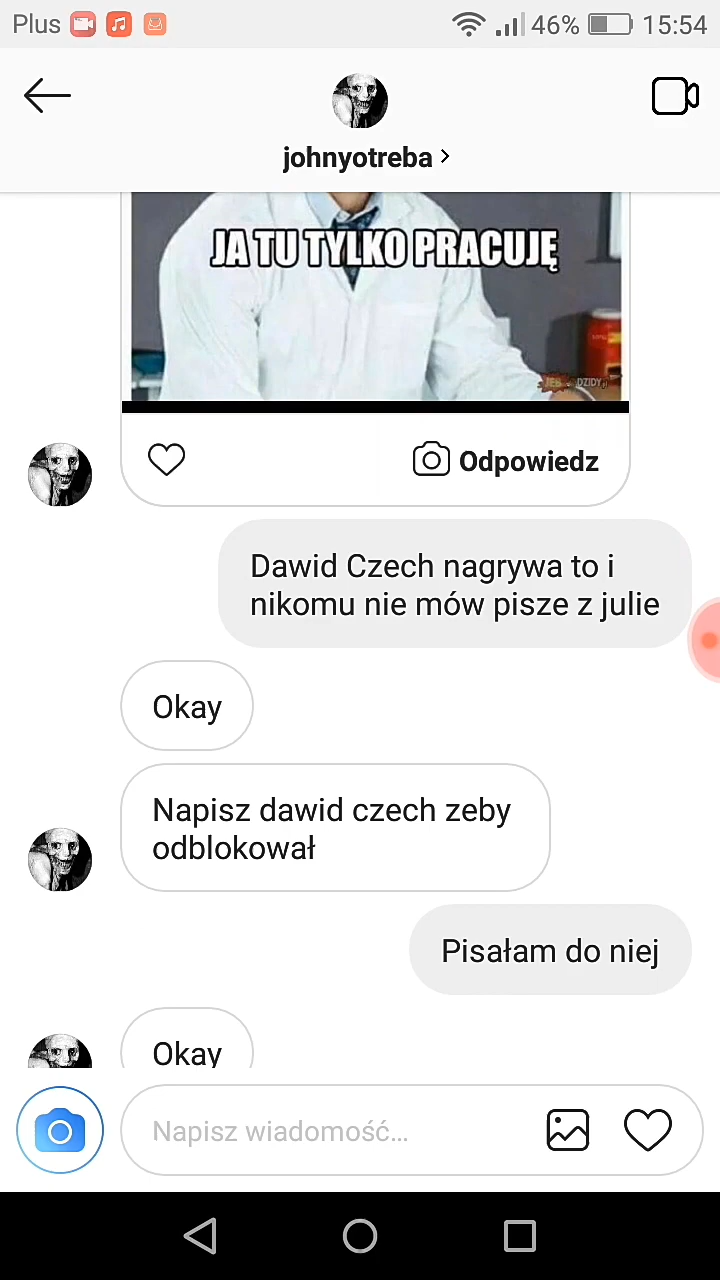 Plus 46% 15:54
johnyotreba
JA TU TYLKO PRACUJĘ
Odpowiedz
Dawid Czech nagrywa to i
nikomu nie mów pisze z julie
Okay
Napisz dawid czech zeby
odblokował
Pisałam do niej
Okay
Napisz wiadomość...